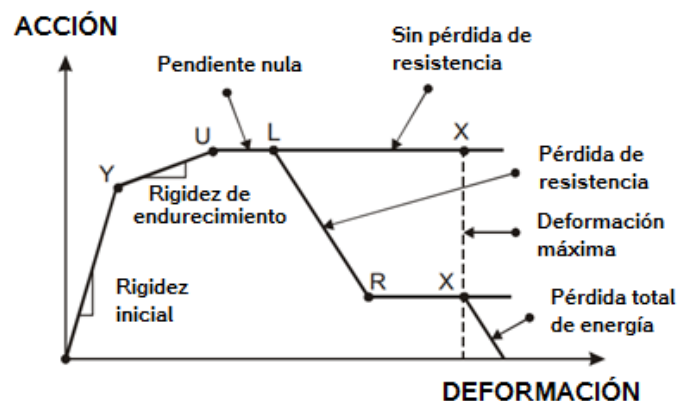 ACCIÓN
Sin pérdida de
resistencia
Pendiente nula
U
L
X
Y
Pérdida de
resistencia
Rigidez de
endurecimiento
Deformación
máxima
Rigidez
inicial
R
X
Pérdida total
de energía
DEFORMACIÓN